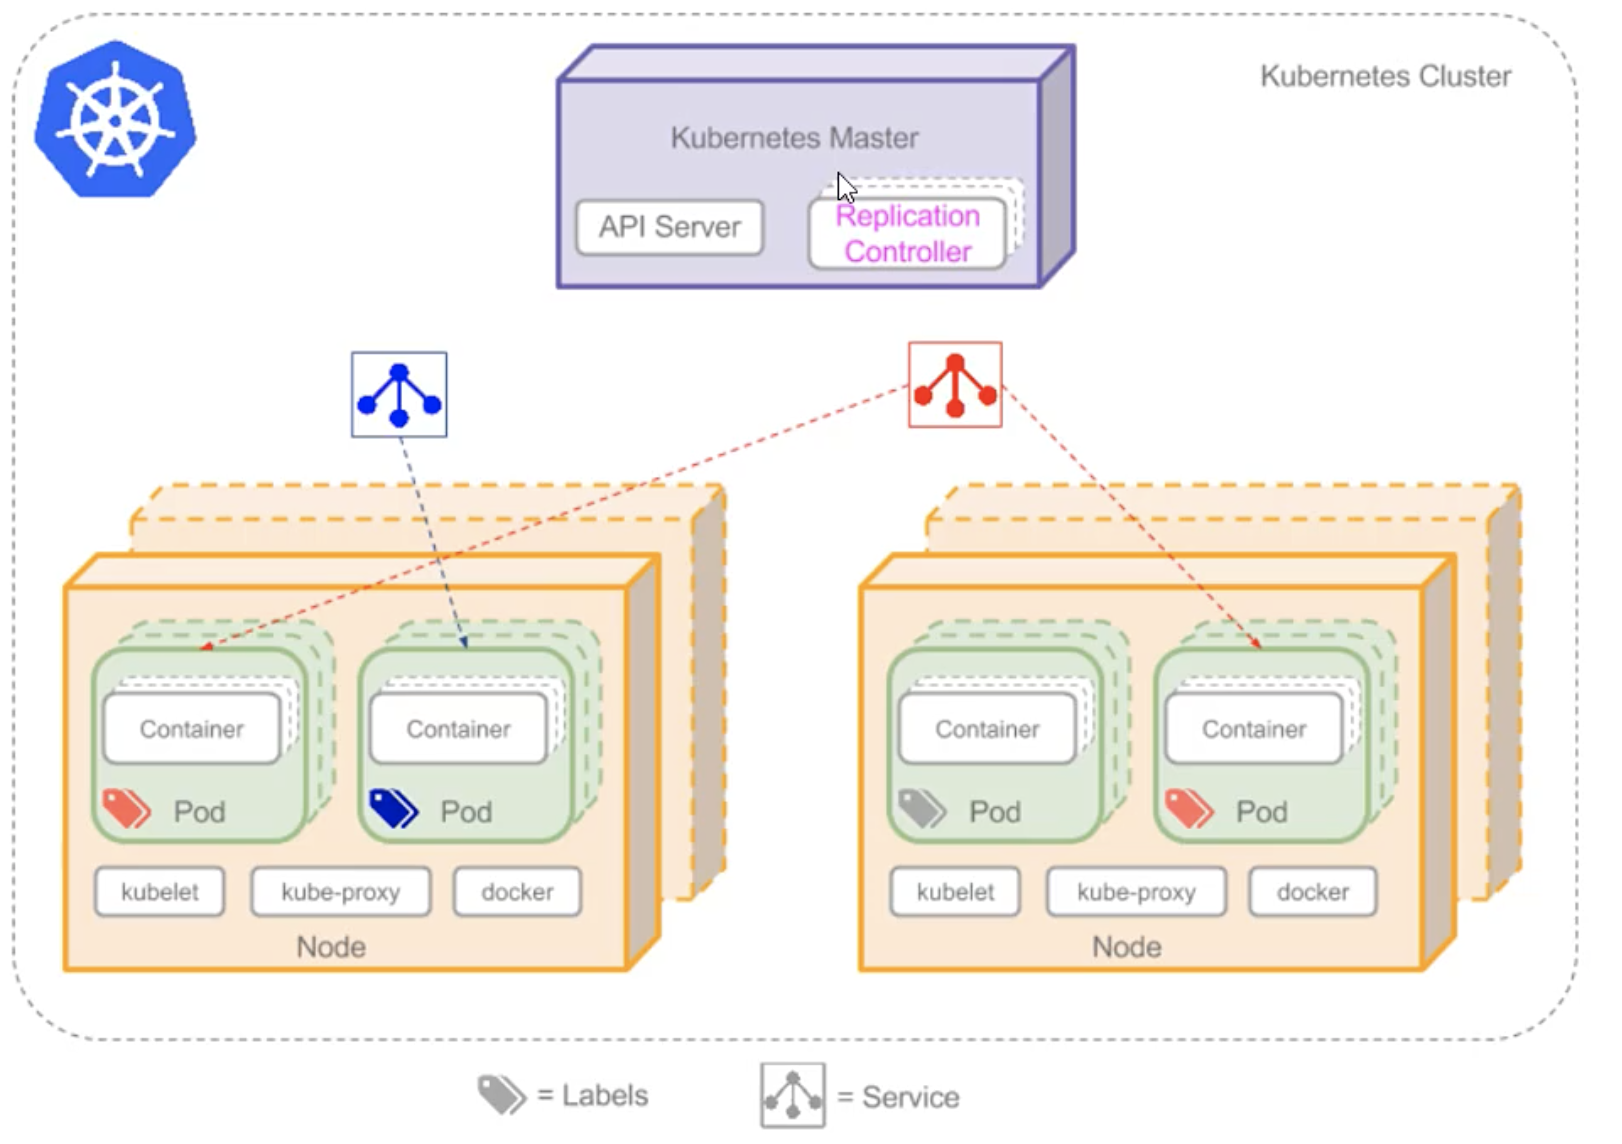 Kubernetes Cluster
Kubernetes Master
API Server
Replication
Controller
Container
Container
Container
Container
Pod
Pod
Pod
Pod
kubelet
kube-proxy
docker
kubelet
kube-proxy
docker
Node
Node
= Labels
= Service